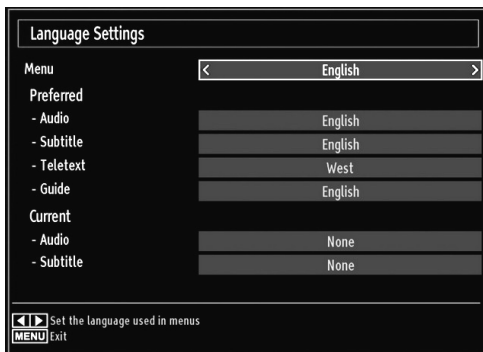 Language Settings
Menu < English >
Preferred
- Audio English
- Subtitle English
- Teletext West
- Guide English
Current
- Audio None
- Subtitle None
◀ ▶ Set the language used in menus
MENU Exit